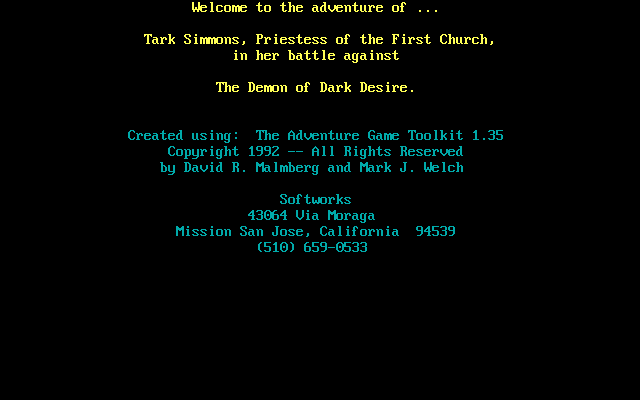 Welcome to the adventure of ...
Tark Simmons, Priestess of the First Church,
in her battle against
The Demon of Dark Desire.
Created using:  The Adventure Game Toolkit 1.35
Copyright 1992 -- All Rights Reserved
by David R. Malmberg and Mark J. Welch
Softworks
43064 Via Moraga
Mission San Jose, California  94539
(510) 659-0533